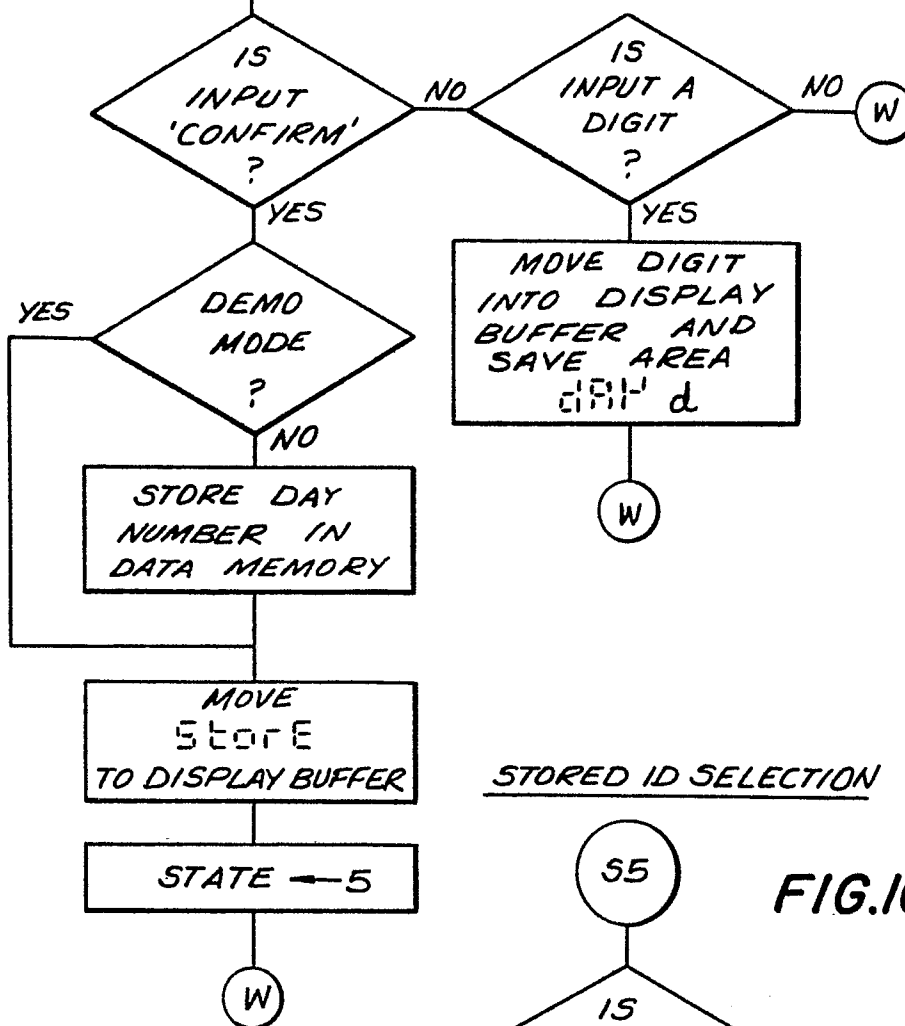 IS
INPUT
'CONFIRM'
?
NO
YES
IS
INPUT A
DIGIT
?
NO
W
YES
MOVE DIGIT
INTO DISPLAY
BUFFER AND
SAVE AREA
dAY d
W
DEMO
MODE
?
YES
NO
STORE DAY
NUMBER IN
DATA MEMORY
MOVE
StorE
TO DISPLAY BUFFER
STATE ← 5
W
STORED ID SELECTION
S5
IS